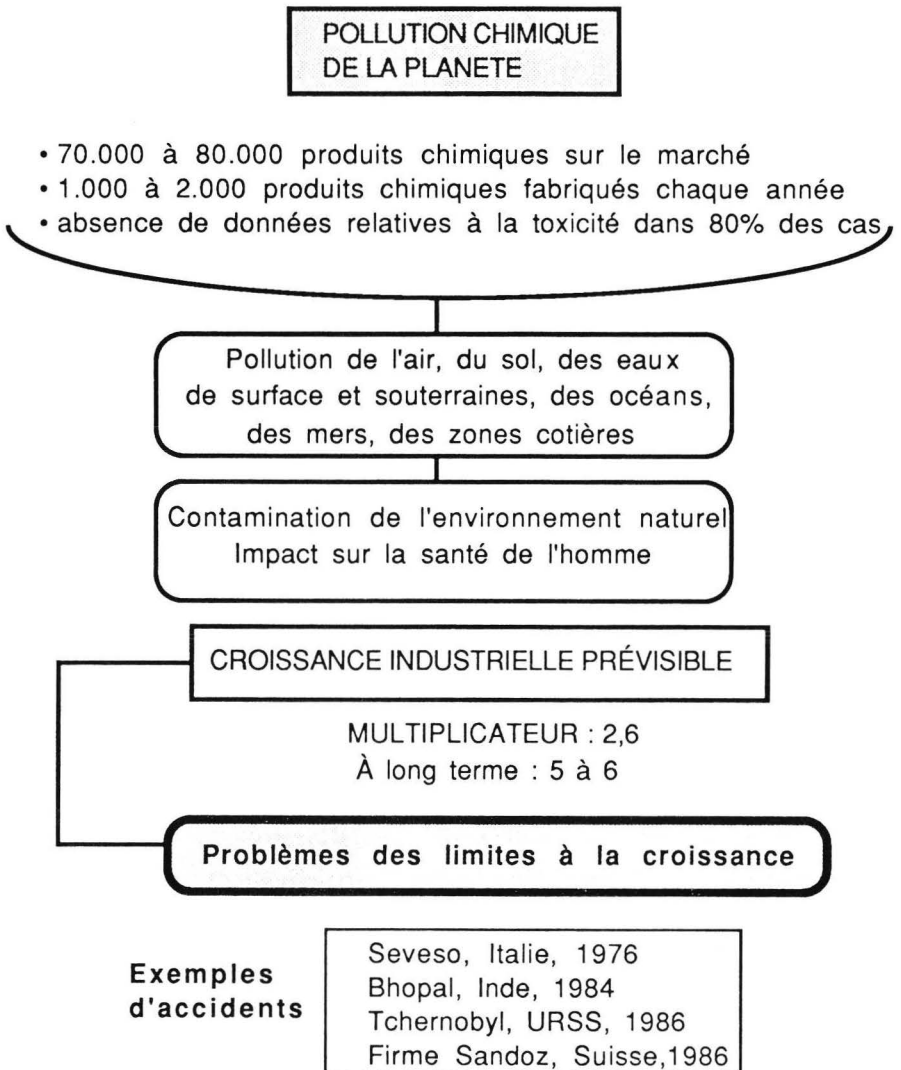 POLLUTION CHIMIQUE
DE LA PLANETE
• 70.000 à 80.000 produits chimiques sur le marché
• 1.000 à 2.000 produits chimiques fabriqués chaque année
• absence de données relatives à la toxicité dans 80% des cas
Pollution de l'air, du sol, des eaux
de surface et souterraines, des océans,
des mers, des zones cotières
Contamination de l'environnement naturel
Impact sur la santé de l'homme
CROISSANCE INDUSTRIELLE PRÉVISIBLE
MULTIPLICATEUR : 2,6
À long terme : 5 à 6
Problèmes des limites à la croissance
Exemples
d'accidents
Seveso, Italie, 1976
Bhopal, Inde, 1984
Tchernobyl, URSS, 1986
Firme Sandoz, Suisse,1986